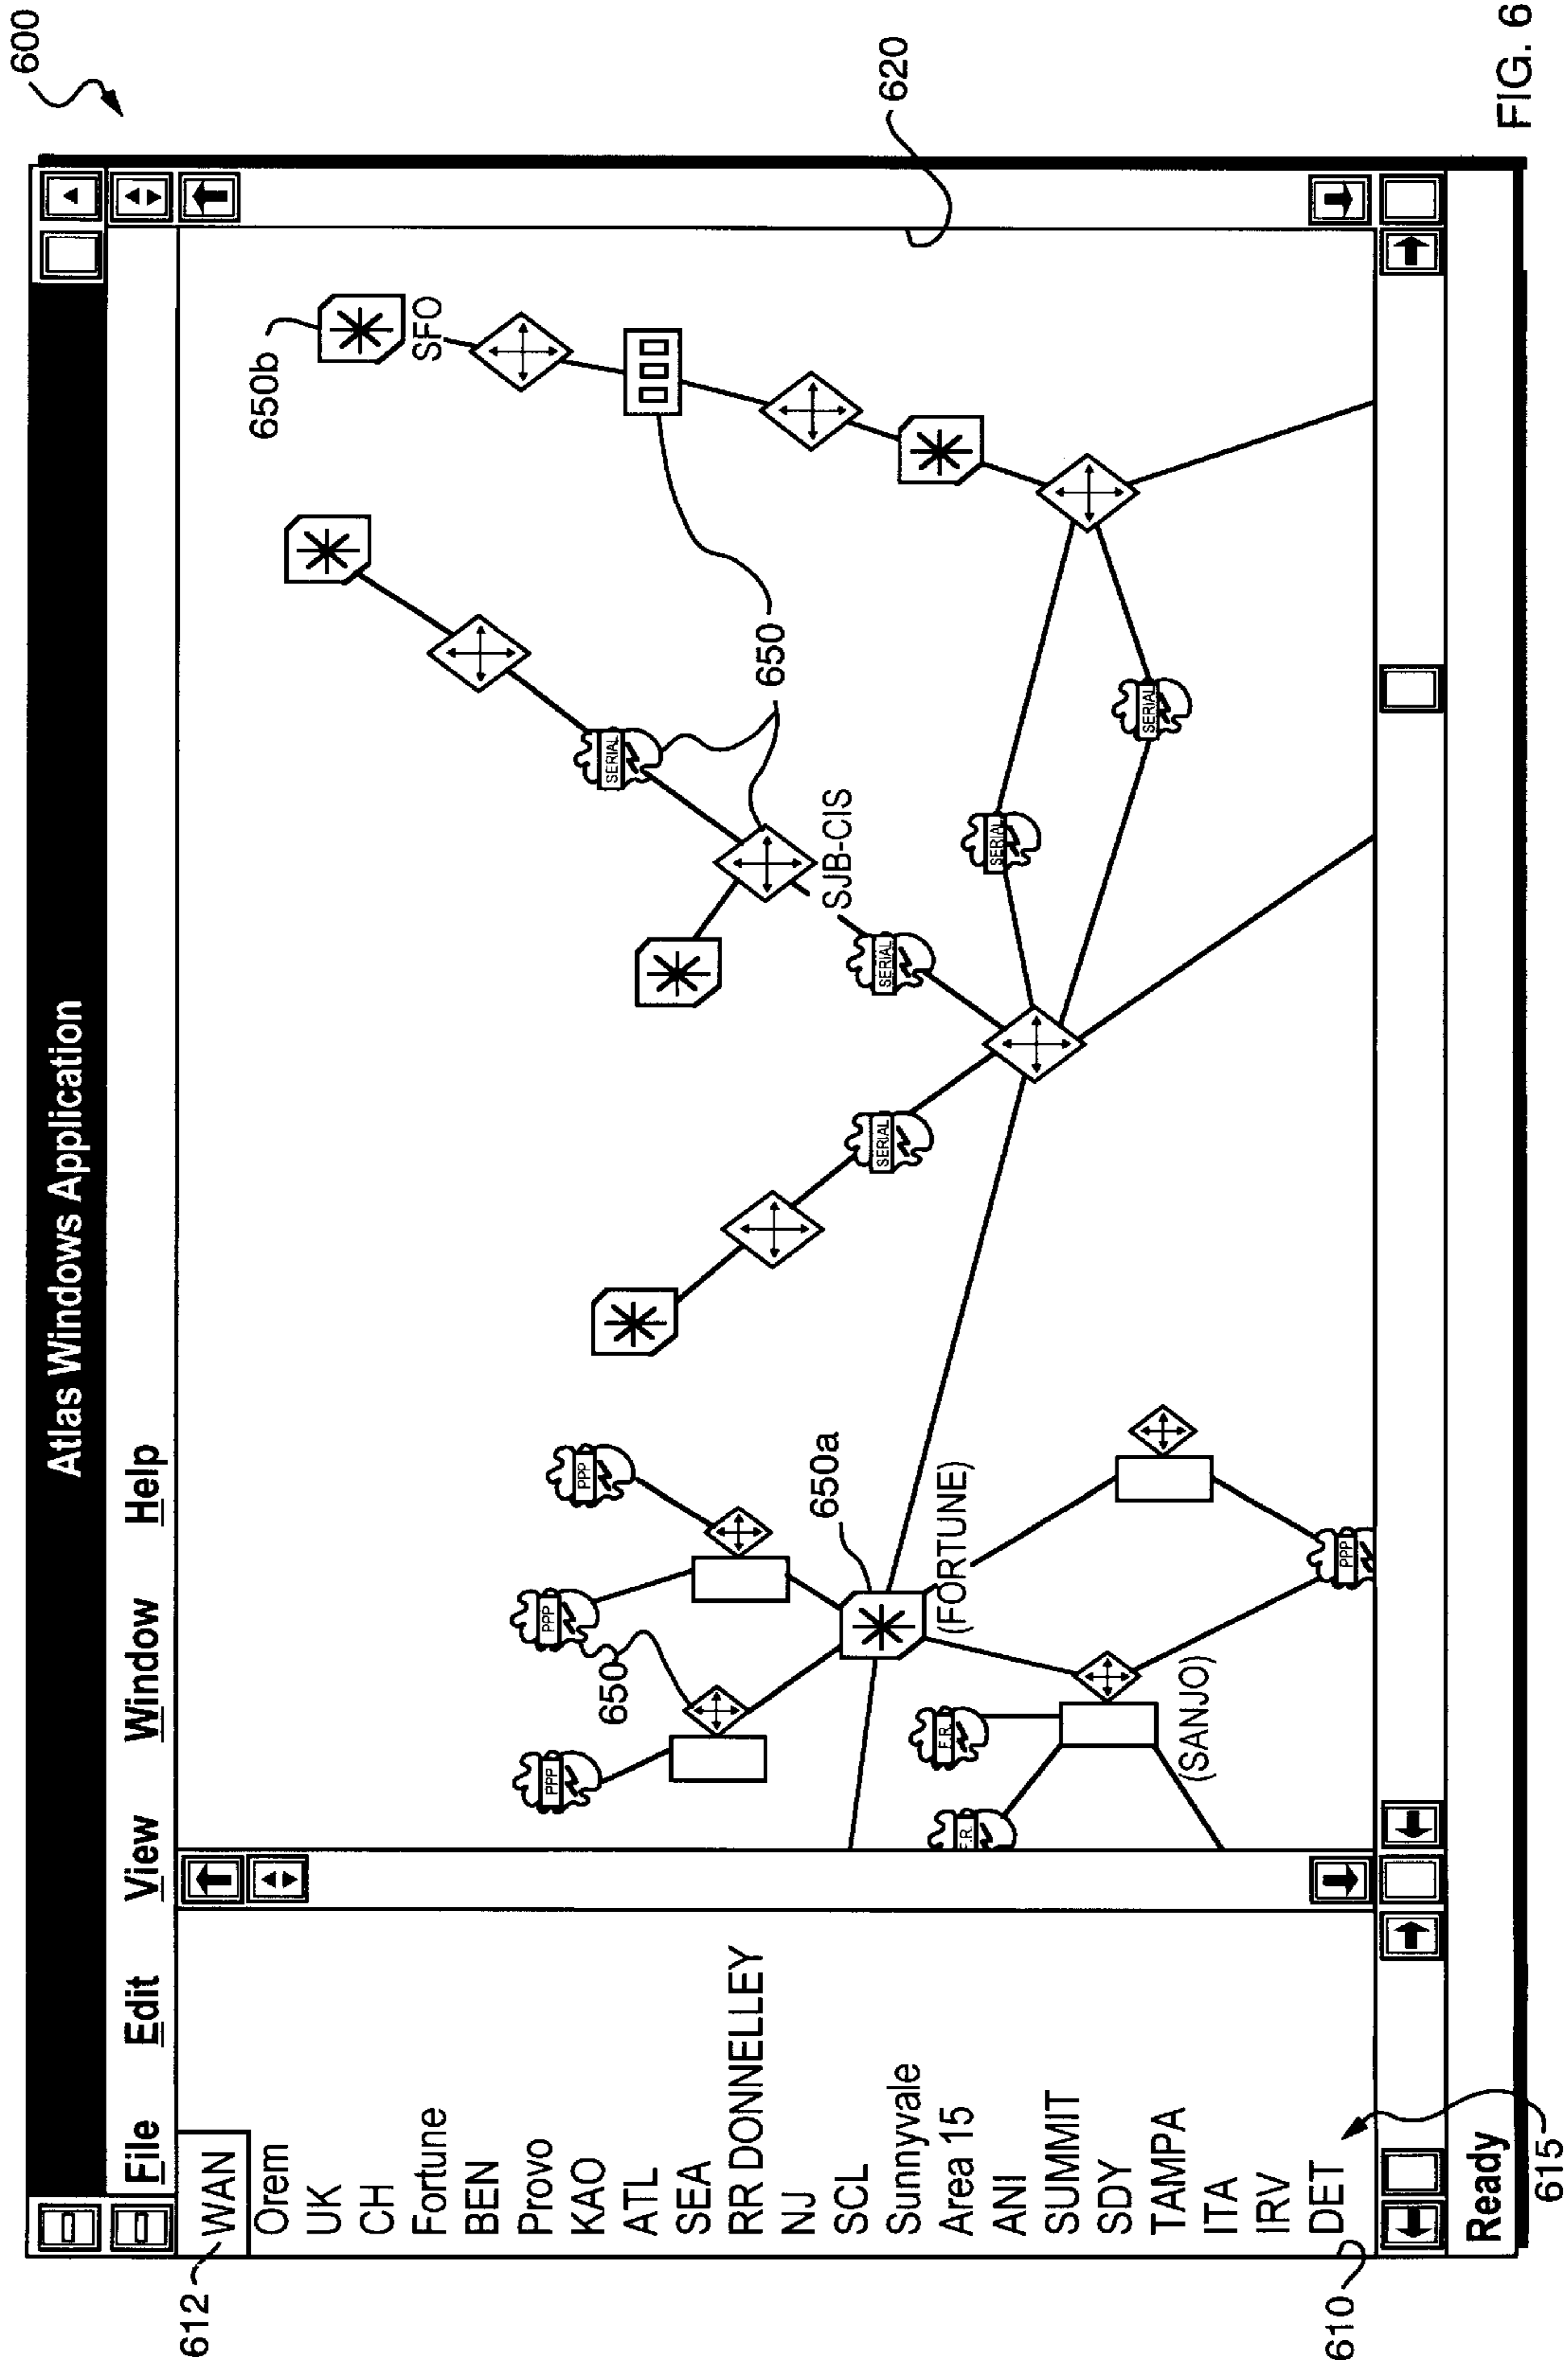 600
Atlas Windows Application
File Edit View Window Help
612
WAN
Orem
UK
CH
Fortune
BEN
Provo
KAO
ATL
SEA
RR DONNELLEY
NJ
SCL
Sunnyvale
Area 15
ANI
SUMMIT
SDY
TAMPA
ITA
IRV
DET
610
615
Ready
650b
SFO
620
SERIAL
650
SJB-CIS
SERIAL
SERIAL
SERIAL
SERIAL
PPP
PPP
PPP
650
650a
(FORTUNE)
F.R.
F.R.
(SANJO)
PPP
FIG. 6